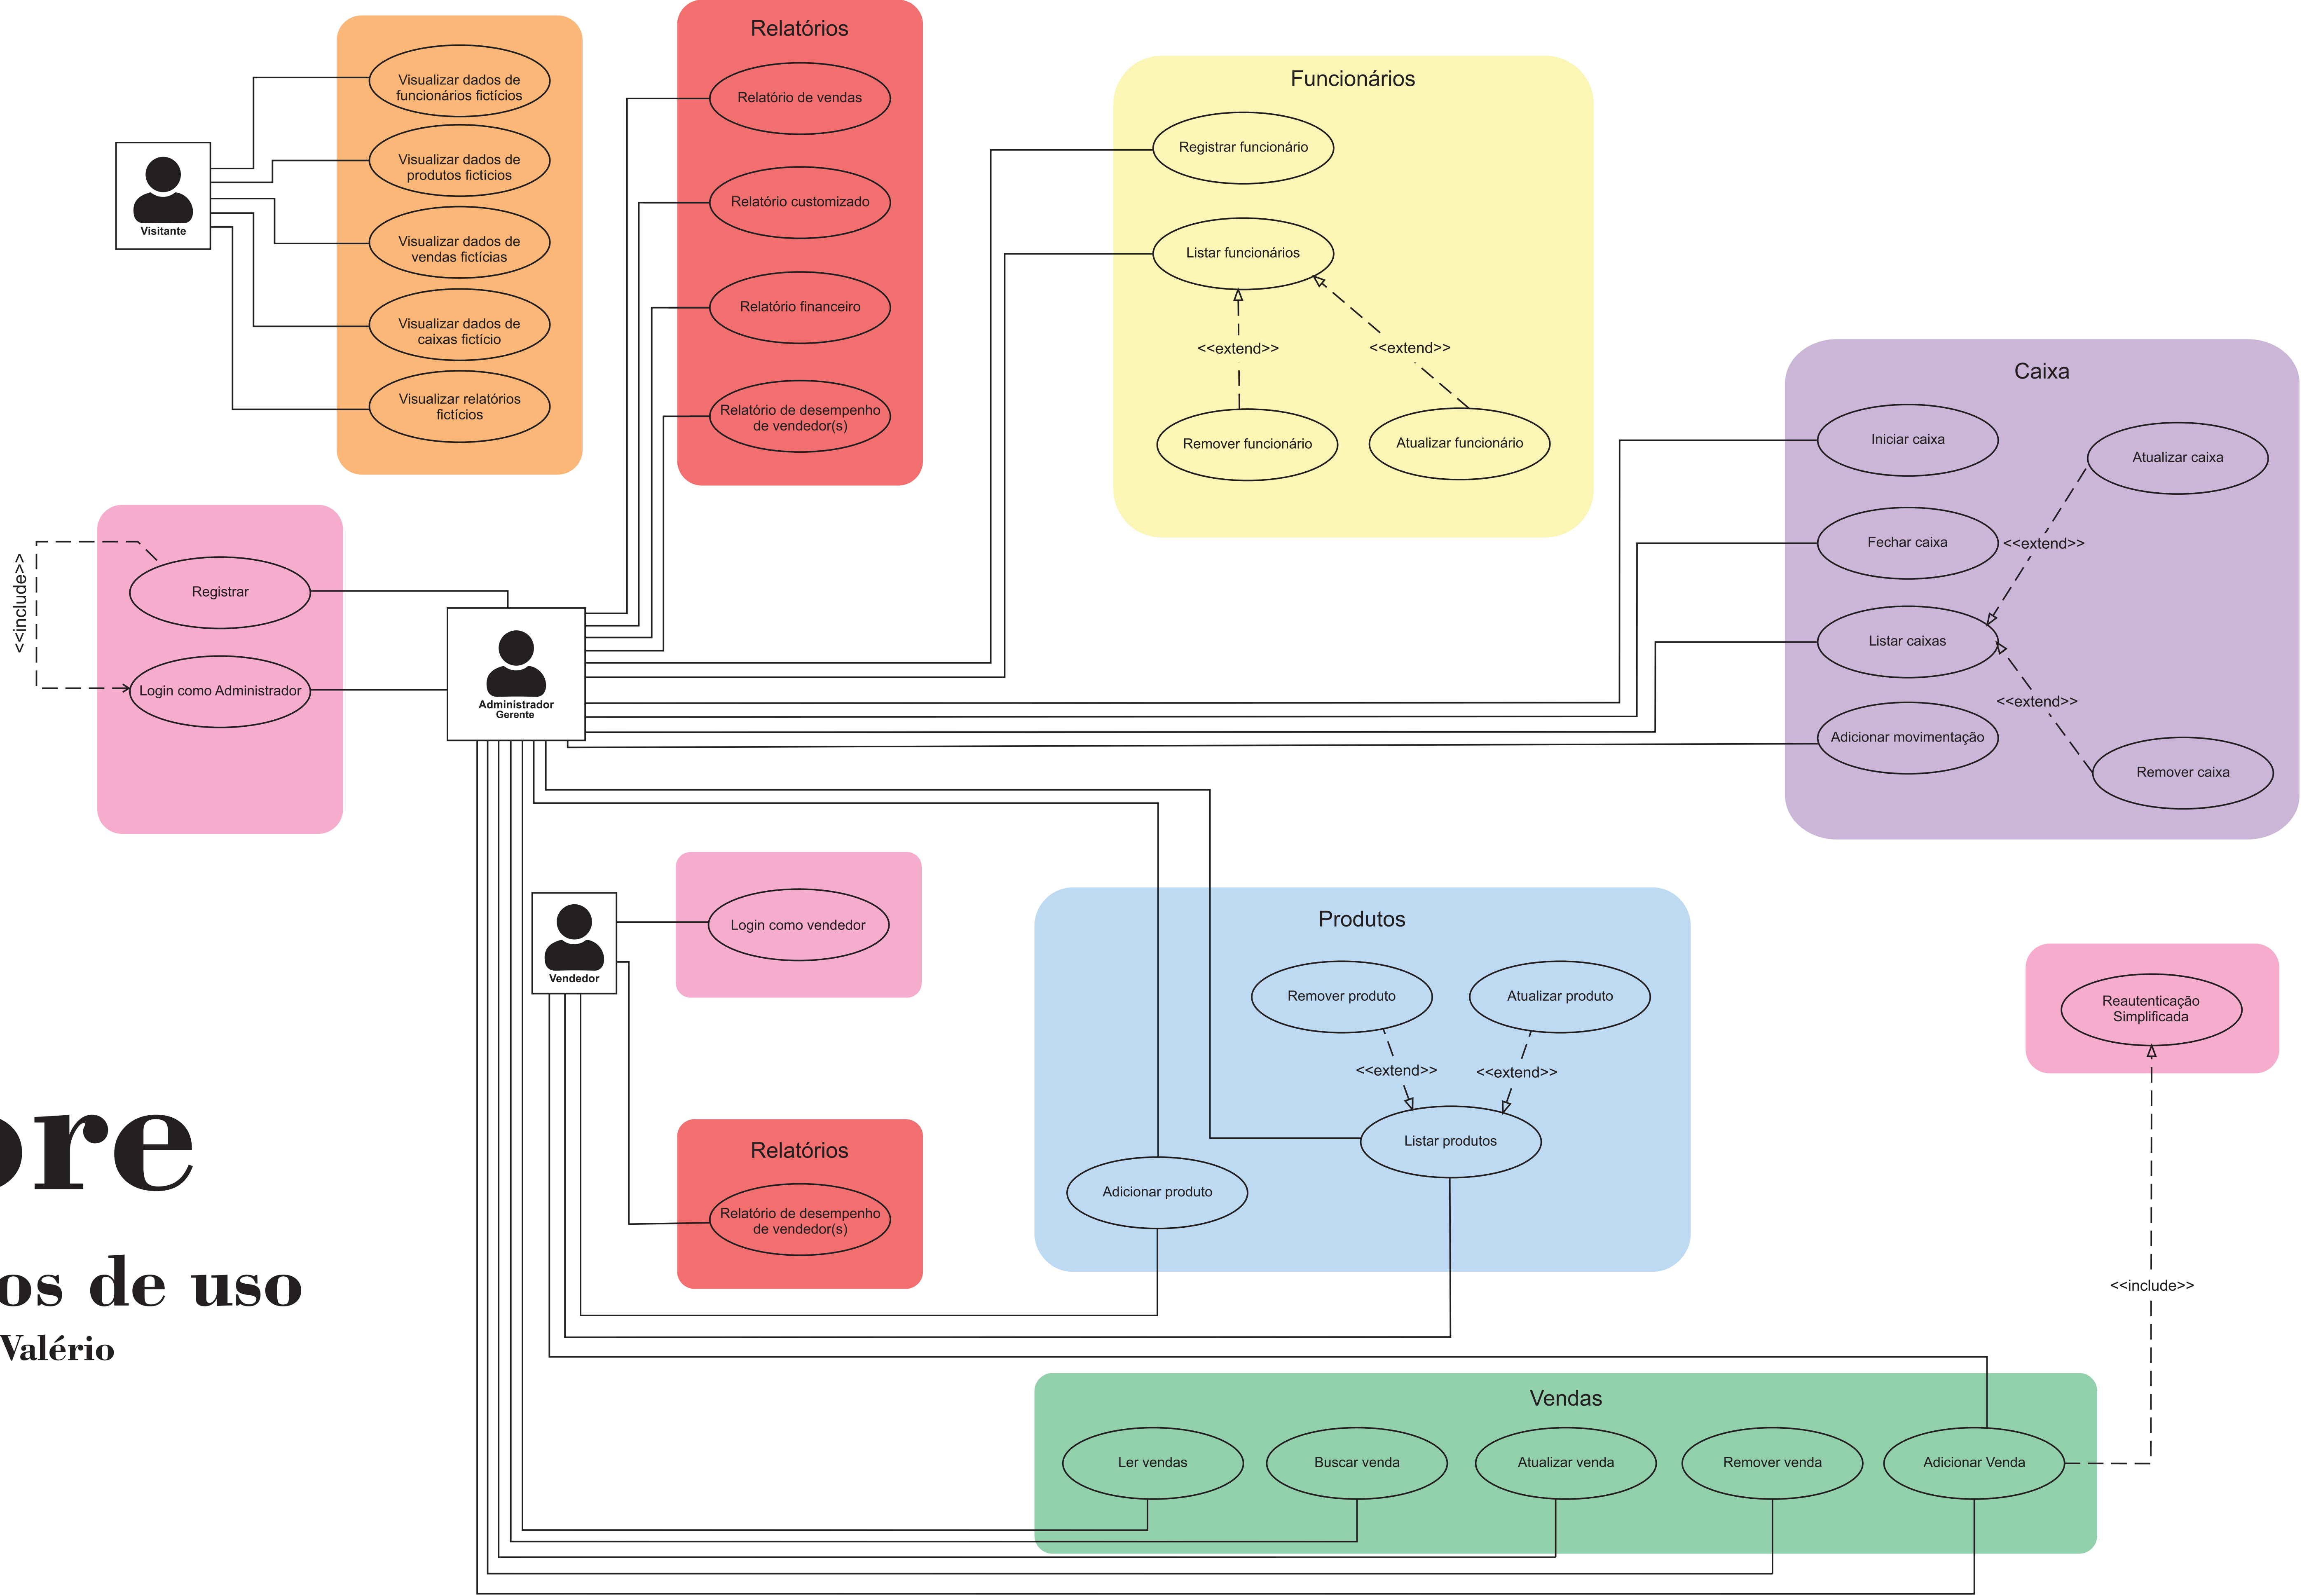 Visualizar dados de
funcionários fictícios
Visualizar dados de
produtos fictícios
Visualizar dados de
vendas fictícias
Visualizar dados de
caixas fictício
Visualizar relatórios
fictícios
Visitante
Relatórios
Relatório de vendas
Relatório customizado
Relatório financeiro
Relatório de desempenho
de vendedor(s)
Funcionários
Registrar funcionário
Listar funcionários
<<extend>>
<<extend>>
Remover funcionário
Atualizar funcionário
Caixa
Iniciar caixa
Atualizar caixa
Fechar caixa
<<extend>>
Listar caixas
<<extend>>
Adicionar movimentação
Remover caixa
<<include>>
Registrar
Login como Administrador
Administrador
Gerente
Login como vendedor
Vendedor
Relatórios
Relatório de desempenho
de vendedor(s)
Produtos
Remover produto
Atualizar produto
<<extend>>
<<extend>>
Listar produtos
Adicionar produto
Reautenticação
Simplificada
<<include>>
ore
os de uso
Valério
Vendas
Ler vendas
Buscar venda
Atualizar venda
Remover venda
Adicionar Venda